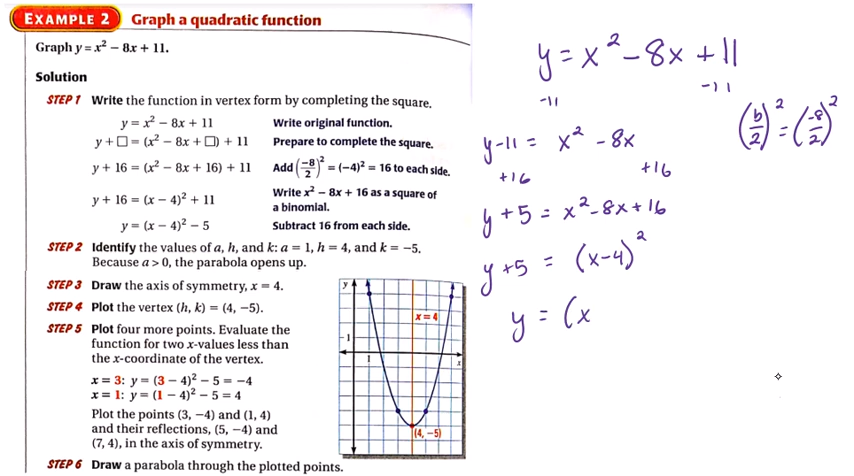 EXAMPLE 2 Graph a quadratic function
Graph y = x² − 8x + 11.
Solution
STEP 1 Write the function in vertex form by completing the square.
y = x² − 8x + 11 Write original function.
y + □ = (x² − 8x + □) + 11 Prepare to complete the square.
y + 16 = (x² − 8x + 16) + 11 Add (−8/2)² = (−4)² = 16 to each side.
y + 16 = (x − 4)² + 11 Write x² − 8x + 16 as a square of
a binomial.
y = (x − 4)² − 5 Subtract 16 from each side.
STEP 2 Identify the values of a, h, and k: a = 1, h = 4, and k = −5.
Because a > 0, the parabola opens up.
STEP 3 Draw the axis of symmetry, x = 4.
STEP 4 Plot the vertex (h, k) = (4, −5).
STEP 5 Plot four more points. Evaluate the
function for two x-values less than
the x-coordinate of the vertex.
x = 3: y = (3 − 4)² − 5 = −4
x = 1: y = (1 − 4)² − 5 = 4
Plot the points (3, −4) and (1, 4)
and their reflections, (5, −4) and
(7, 4), in the axis of symmetry.
STEP 6 Draw a parabola through the plotted points.
y
x = 4
1
1
x
(4, −5)
y = x² − 8x + 11
−11 −11
(b/2)² = (−8/2)²
y − 11 = x² − 8x
+16 +16
y + 5 = x² − 8x + 16
y + 5 = (x − 4)²
y = (x